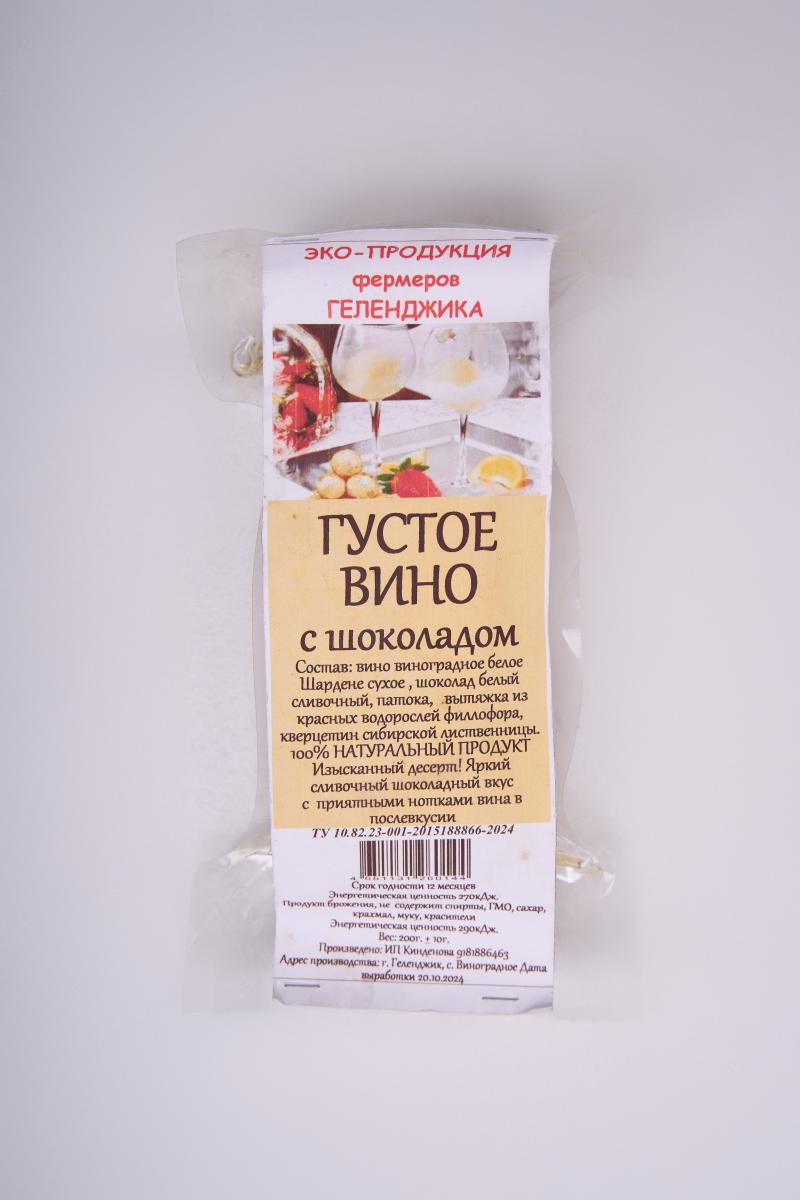 ЭКО-ПРОДУКЦИЯ
фермеров
ГЕЛЕНДЖИКА
ГУСТОЕ
ВИНО
с шоколадом
Состав: вино виноградное белое
Шардене сухое , шоколад белый
сливочный, патока, вытяжка из
красных водорослей филлофора,
кверцетин сибирской лиственницы.
100% НАТУРАЛЬНЫЙ ПРОДУКТ
Изысканный десерт! Яркий
сливочный шоколадный вкус
с приятными нотками вина в
послевкусии
ТУ 10.82.23-001-2015188866-2024
Срок годности 12 месяцев
Энергетическая ценность 270кДж.
Продукт брожения, не содержит спирты, ГМО, сахар,
крахмал, муку, красители
Энергетическая ценность 290кДж.
Вес: 200г. ± 10г.
Произведено: ИП Кинденова 9181886463
Адрес производства: г. Геленджик, с. Виноградное Дата
выработки 20.10.2024